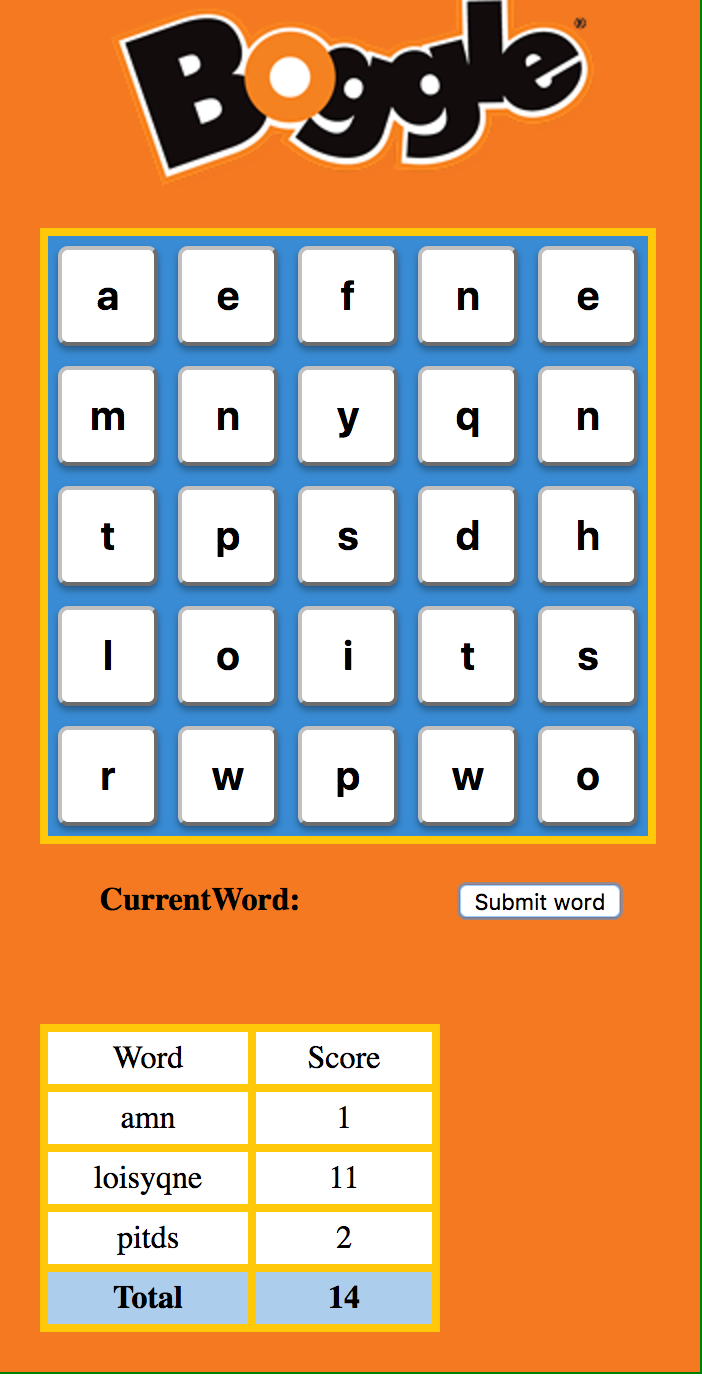 Boggle®
a e f n e
m n y q n
t p s d h
l o i t s
r w p w o
CurrentWord: Submit word
Word Score
amn 1
loisyqne 11
pitds 2
Total 14